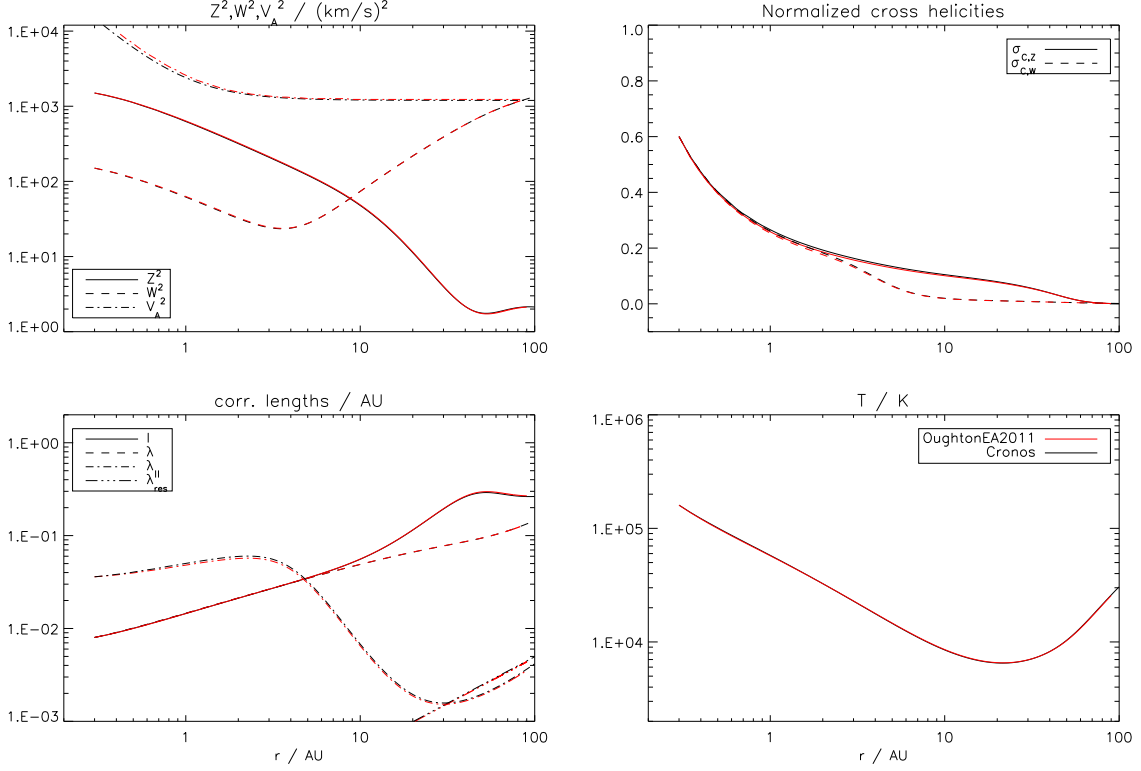 Z²,W²,V_A² / (km/s)²
1.E+04
1.E+03
1.E+02
1.E+01
1.E+00
Z²
W²
V_A²
1
10
100
Normalized cross helicities
1.0
0.8
0.6
0.4
0.2
0.0
σ_c,z
σ_c,w
1
10
100
corr. lengths / AU
1.E+00
1.E-01
1.E-02
1.E-03
l
λ
λ_||
λ_res
1
10
100
r / AU
T / K
1.E+06
1.E+05
1.E+04
OughtonEA2011
Cronos
1
10
100
r / AU